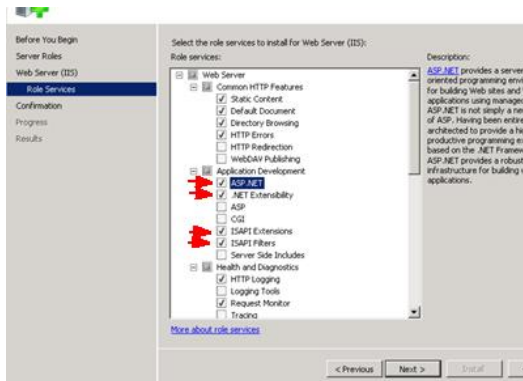 Before You Begin
Server Roles
Web Server (IIS)
Role Services
Confirmation
Progress
Results
Select the role services to install for Web Server (IIS):
Role services:
Web Server
Common HTTP Features
Static Content
Default Document
Directory Browsing
HTTP Errors
HTTP Redirection
WebDAV Publishing
Application Development
ASP.NET
.NET Extensibility
ASP
CGI
ISAPI Extensions
ISAPI Filters
Server Side Includes
Health and Diagnostics
HTTP Logging
Logging Tools
Request Monitor
Tracing
More about role services
Description:
ASP.NET provides a server
oriented programming
for building Web sites and
applications using
ASP.NET is not simply a
of ASP. Having been
architected to provide a
productive programming
based on the .NET
ASP.NET provides a robust
infrastructure for building
applications.
< Previous
Next >
Install